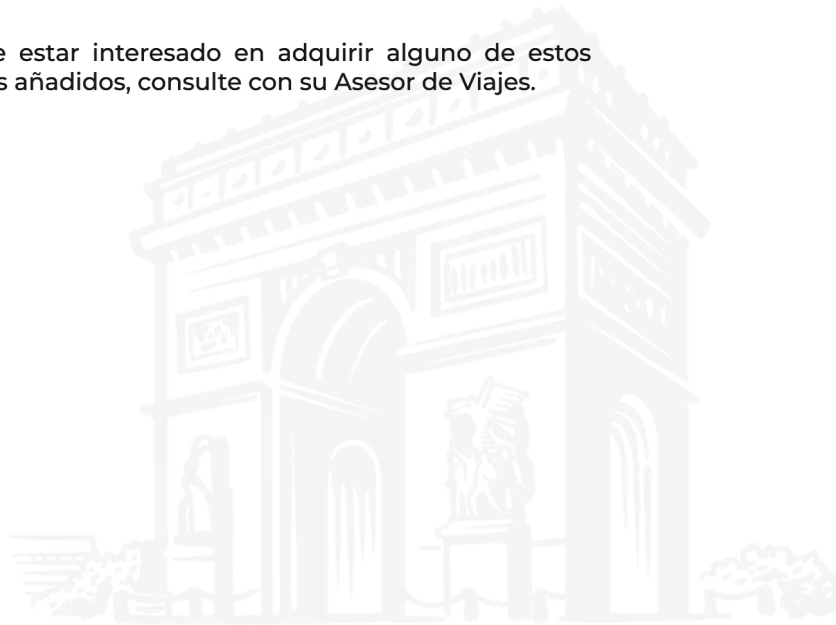 e estar interesado en adquirir alguno de estos
s añadidos, consulte con su Asesor de Viajes.